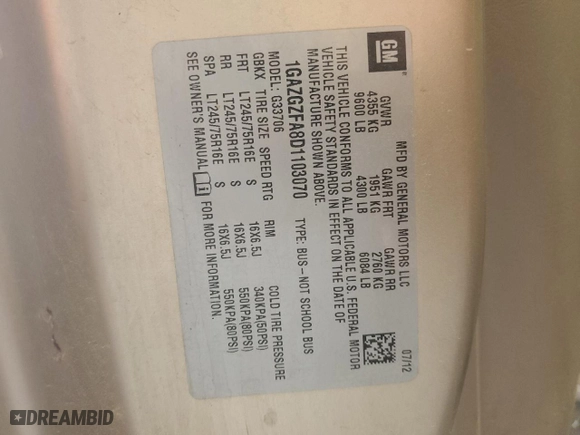 GM
MFD BY GENERAL MOTORS LLC 07/12
GVWR GAWR FRT GAWR RR
4355 KG 1951 KG 2760 KG
9600 LB 4300 LB 6084 LB
THIS VEHICLE CONFORMS TO ALL APPLICABLE U.S. FEDERAL MOTOR
VEHICLE SAFETY STANDARDS IN EFFECT ON THE DATE OF
MANUFACTURE SHOWN ABOVE.
1GAZGZFA8D1103070 TYPE: BUS – NOT SCHOOL BUS
MODEL: G33706
GBKX TIRE SIZE SPEED RTG RIM COLD TIRE PRESSURE
FRT LT245/75R16E S 16X6.5J 340KPA(50PSI)
RR LT245/75R16E S 16X6.5J 550KPA(80PSI)
SPA LT245/75R16E S 16X6.5J 550KPA(80PSI)
SEE OWNER'S MANUAL FOR MORE INFORMATION.
DREAMBID